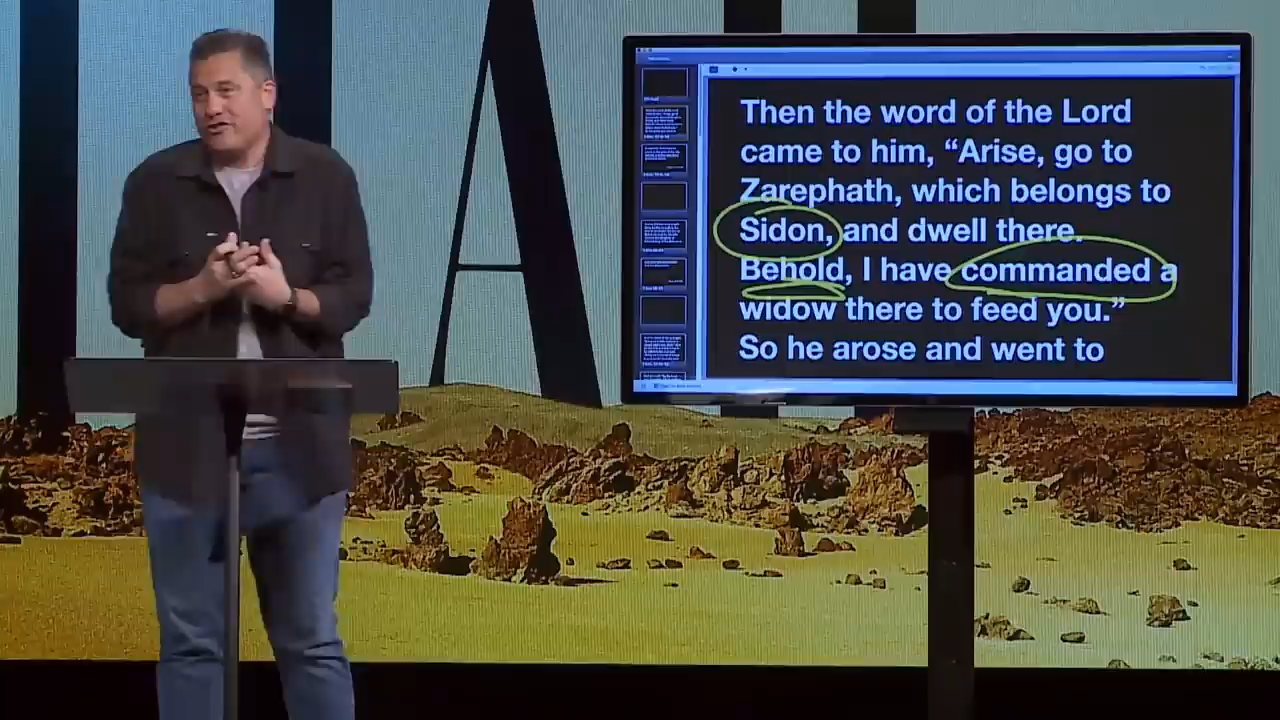 Then the word of the Lord
came to him, “Arise, go to
Zarephath, which belongs to
Sidon, and dwell there.
Behold, I have commanded a
widow there to feed you.”
So he arose and went to